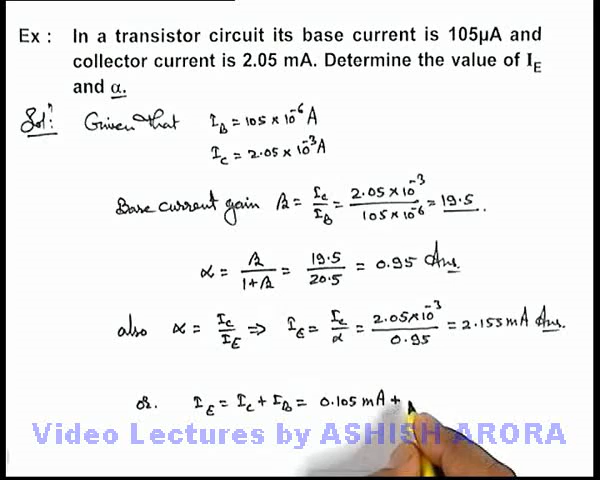 Ex : In a transistor circuit its base current is 105μA and
collector current is 2.05 mA. Determine the value of I_E
and α.
Solⁿ: Given that I_B = 105 × 10⁻⁶ A
I_C = 2.05 × 10⁻³ A
Base current gain β = I_C/I_B = 2.05 × 10⁻³/105 × 10⁻⁶ = 19.5.
α = β/1+β = 19.5/20.5 = 0.95 Ans.
also α = I_C/I_E ⇒ I_E = I_C/α = 2.05 × 10⁻³/0.95 = 2.155 mA Ans.
or. I_E = I_C + I_B = 0.105 mA +
Video Lectures by ASHISH ARORA